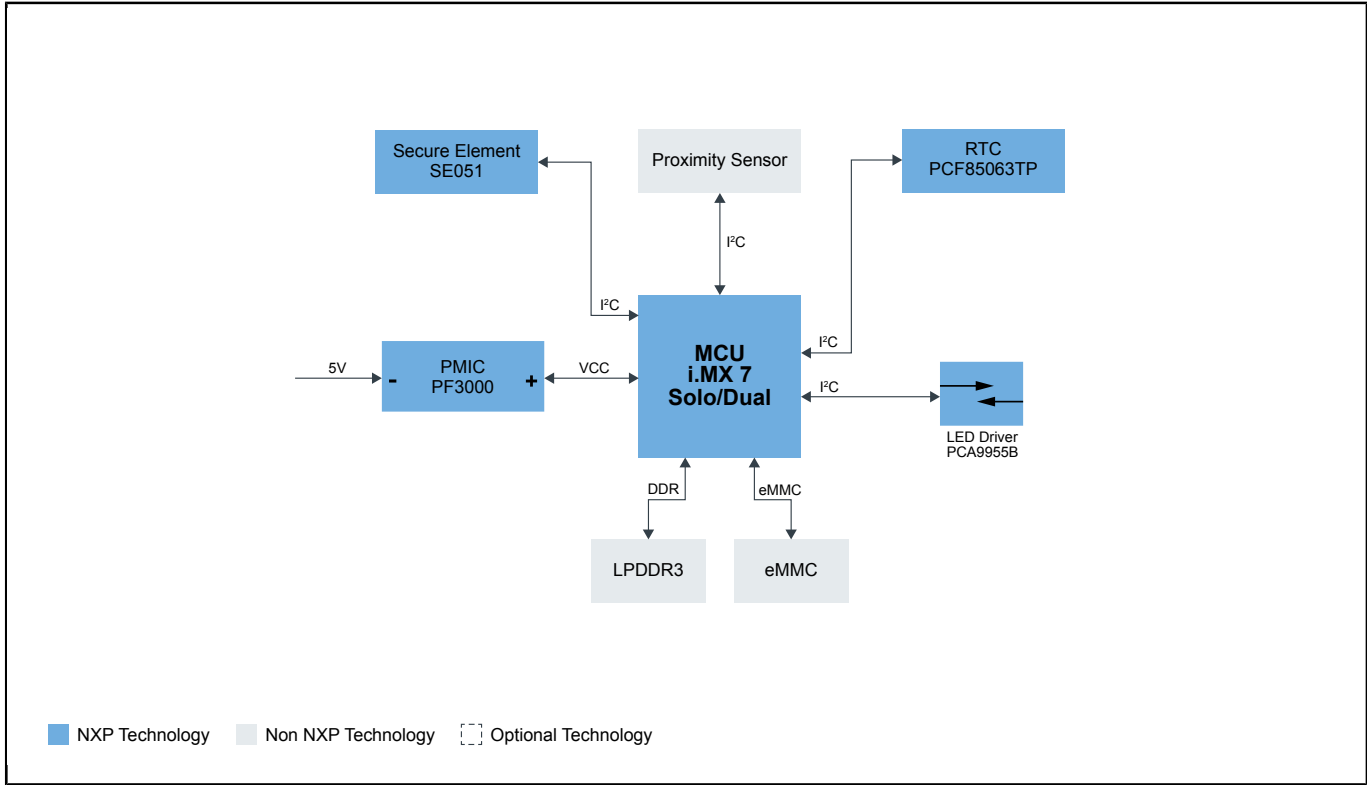 Secure Element
SE051
Proximity Sensor
RTC
PCF85063TP
I²C
I²C
5V
-
PMIC
PF3000
+
VCC
MCU
i.MX 7
Solo/Dual
I²C
I²C
LED Driver
PCA9955B
DDR
eMMC
LPDDR3
eMMC
NXP Technology
Non NXP Technology
Optional Technology